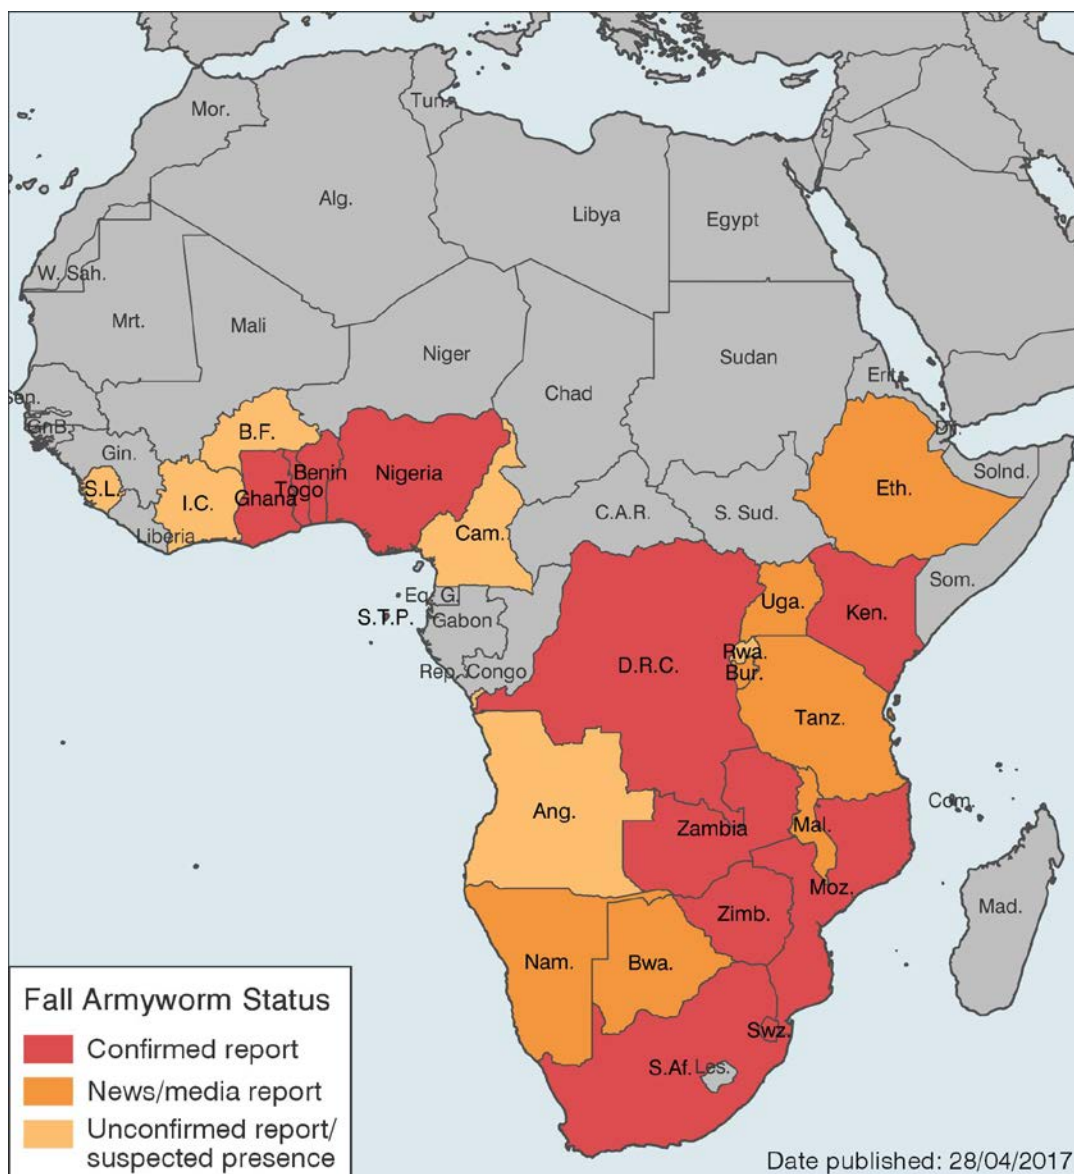 Mor.
Tun.
Alg.
Libya
Egypt
W. Sah.
Mrt.
Mali
Niger
Chad
Sudan
Erit.
Sen.
GnB.
Gin.
B.F.
Dji.
S.L.
I.C.
Ghana
Togo
Benin
Nigeria
Eth.
Solnd.
Liberia
Cam.
C.A.R.
S. Sud.
Som.
Eq. G.
S.T.P.
Gabon
Uga.
Ken.
Rep. Congo
D.R.C.
Rwa.
Bur.
Tanz.
Ang.
Zambia
Mal.
Com.
Moz.
Mad.
Nam.
Bwa.
Zimb.
Swz.
S.Af.
Les.
Fall Armyworm Status
Confirmed report
News/media report
Unconfirmed report/
suspected presence
Date published: 28/04/2017